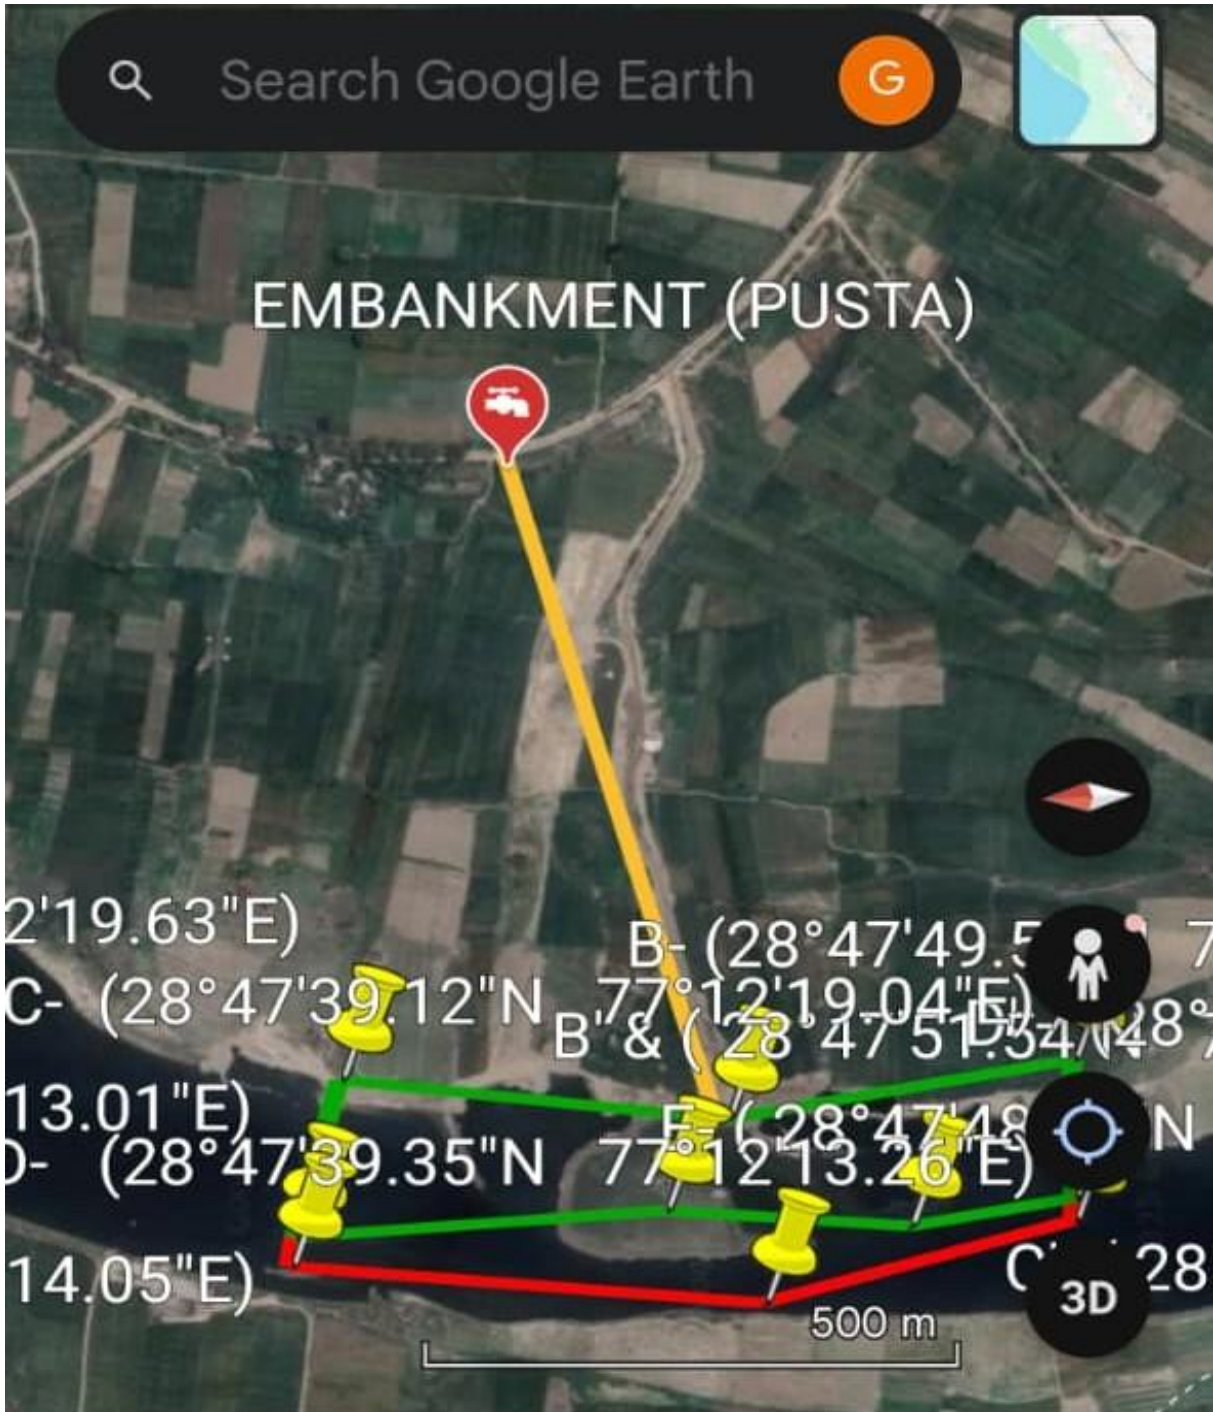 Search Google Earth
G
EMBANKMENT (PUSTA)
2'19.63"E)
B- (28°47'49.5
C- (28°47'39.12"N 77°12'19.04"E)
B' & ( 28°47'51.54"N
13.01"E)
28°47'48
N
(28°47'39.35"N 77°12'13.26"E)
14.05"E)
28
3D
500 m